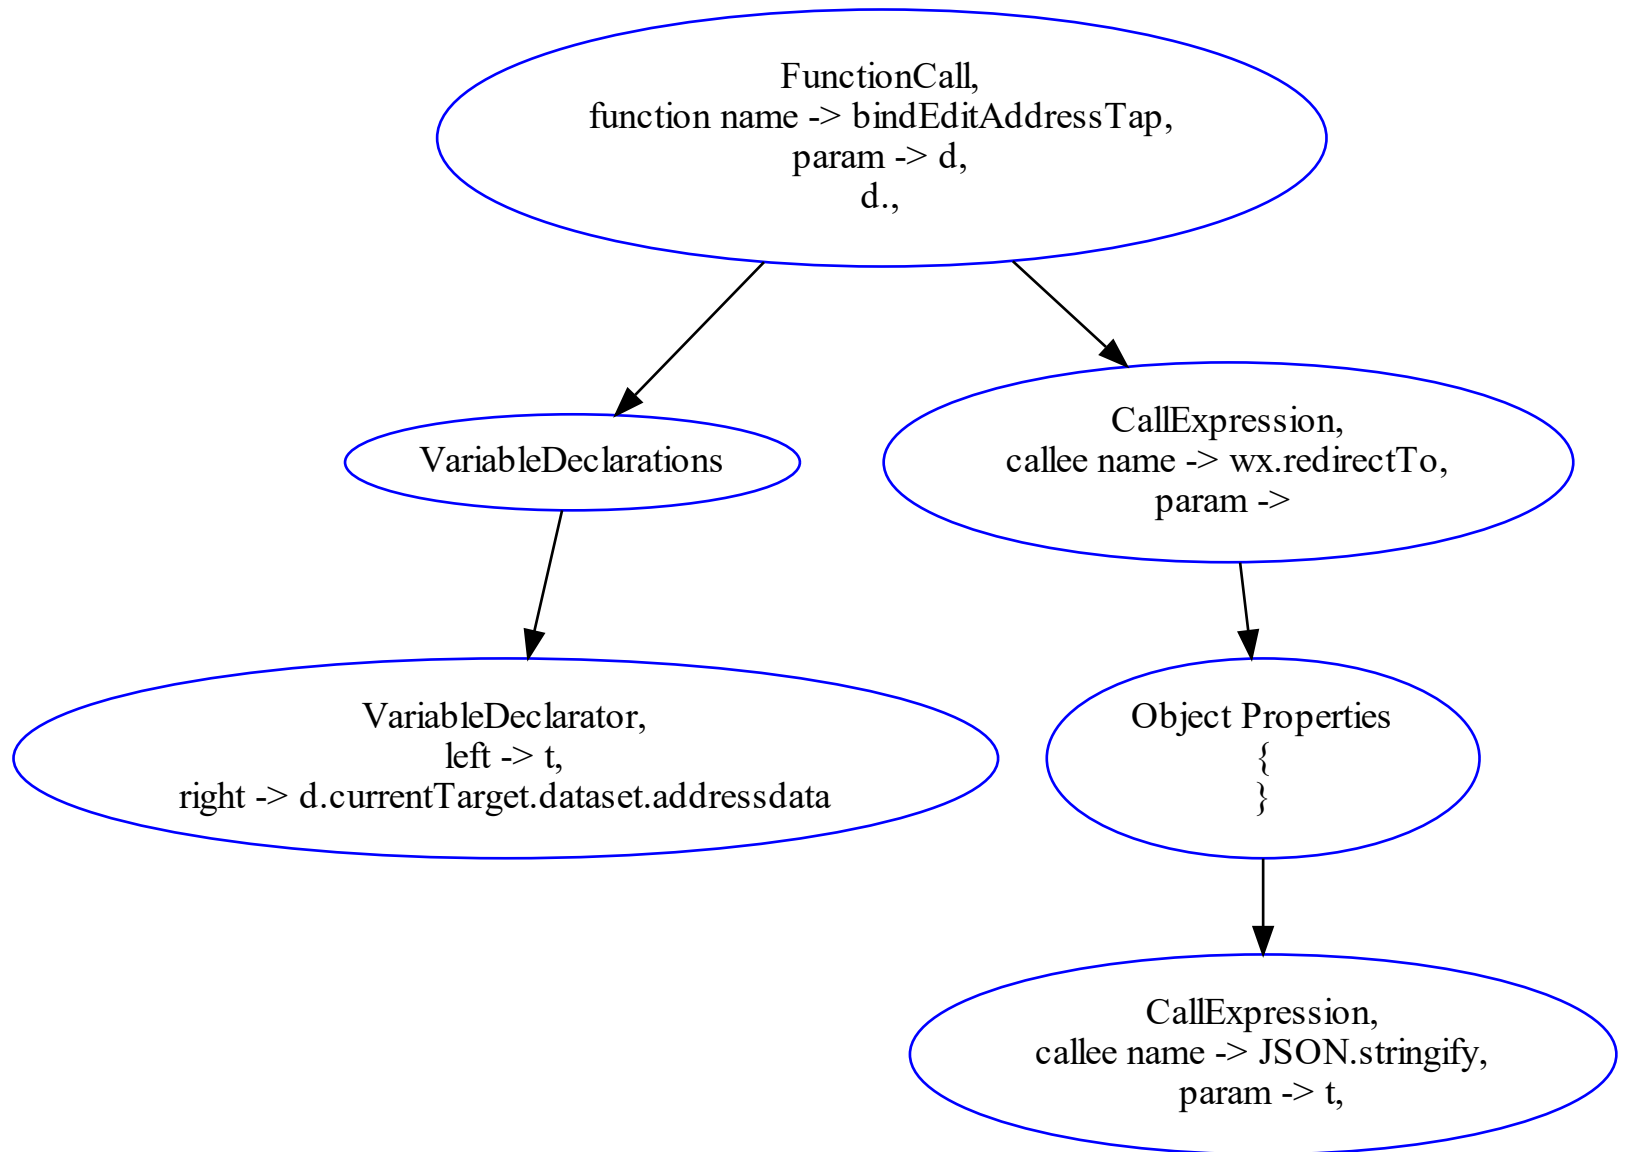 FunctionCall,
function name -> bindEditAddressTap,
param -> d,
d.,
VariableDeclarations
CallExpression,
callee name -> wx.redirectTo,
param ->
VariableDeclarator,
left -> t,
right -> d.currentTarget.dataset.addressdata
Object Properties
{
}
CallExpression,
callee name -> JSON.stringify,
param -> t,